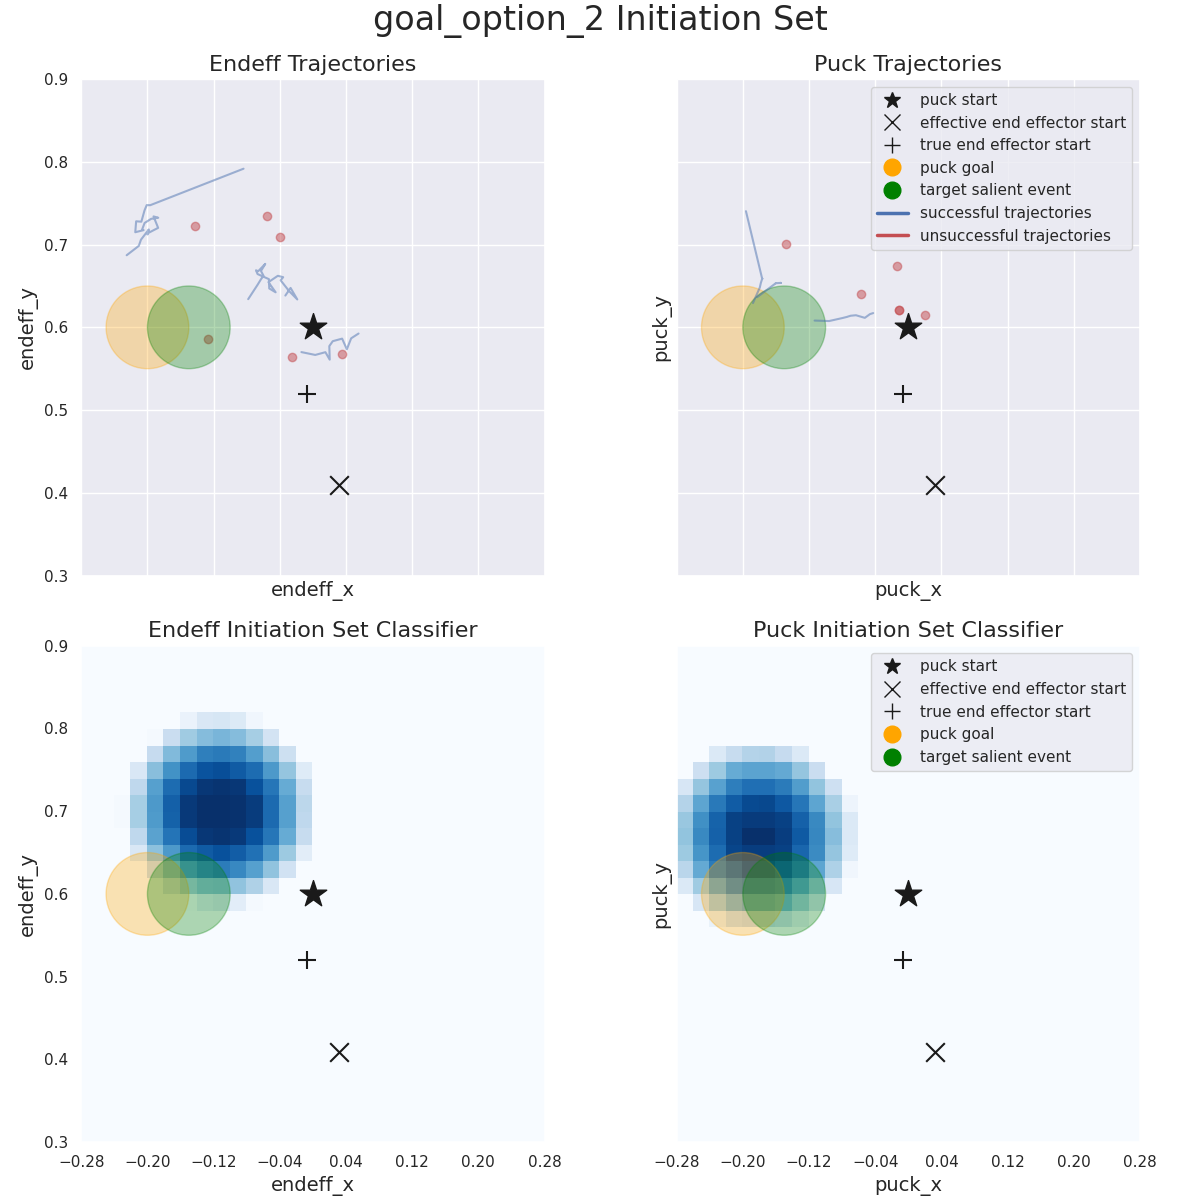 goal_option_2 Initiation Set
Endeff Trajectories
0.9
0.8
0.7
0.6
0.5
0.4
0.3
endeff_y
endeff_x
Puck Trajectories
puck start
effective end effector start
true end effector start
puck goal
target salient event
successful trajectories
unsuccessful trajectories
puck_y
puck_x
Endeff Initiation Set Classifier
0.9
0.8
0.7
0.6
0.5
0.4
0.3
endeff_y
−0.28 −0.20 −0.12 −0.04 0.04 0.12 0.20 0.28
endeff_x
Puck Initiation Set Classifier
puck start
effective end effector start
true end effector start
puck goal
target salient event
puck_y
−0.28 −0.20 −0.12 −0.04 0.04 0.12 0.20 0.28
puck_x